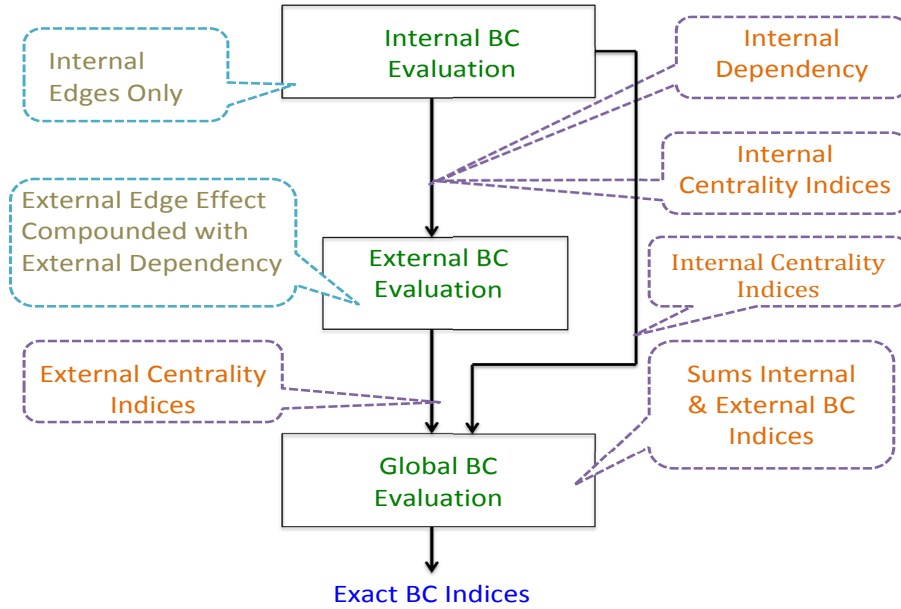 Internal BC
Evaluation
Internal
Edges Only
Internal
Dependency
Internal
Centrality Indices
External Edge Effect
Compounded with
External Dependency
External BC
Evaluation
Internal Centrality
Indices
External Centrality
Indices
Sums Internal
& External BC
Indices
Global BC
Evaluation
Exact BC Indices